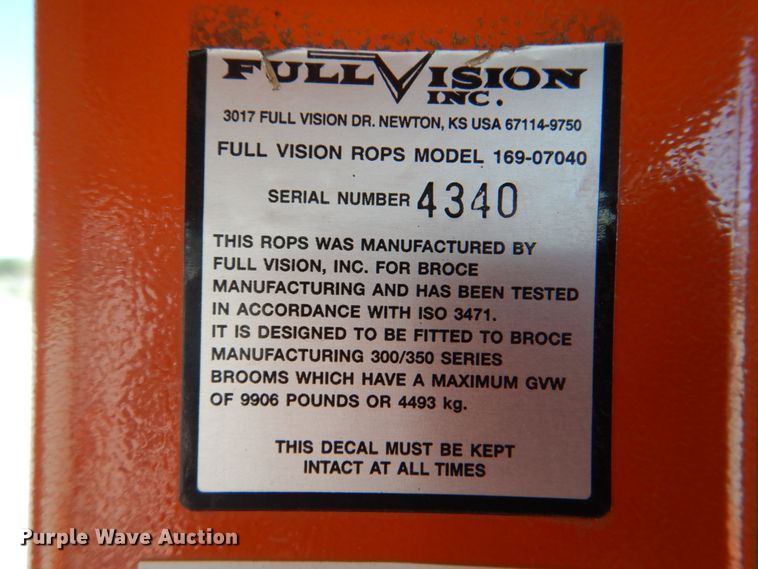 FULL VISION
INC.
3017 FULL VISION DR. NEWTON, KS USA 67114-9750
FULL VISION ROPS MODEL 169-07040
SERIAL NUMBER 4340
THIS ROPS WAS MANUFACTURED BY
FULL VISION, INC. FOR BROCE
MANUFACTURING AND HAS BEEN TESTED
IN ACCORDANCE WITH ISO 3471.
IT IS DESIGNED TO BE FITTED TO BROCE
MANUFACTURING 300/350 SERIES
BROOMS WHICH HAVE A MAXIMUM GVW
OF 9906 POUNDS OR 4493 kg.
THIS DECAL MUST BE KEPT
INTACT AT ALL TIMES
Purple Wave Auction